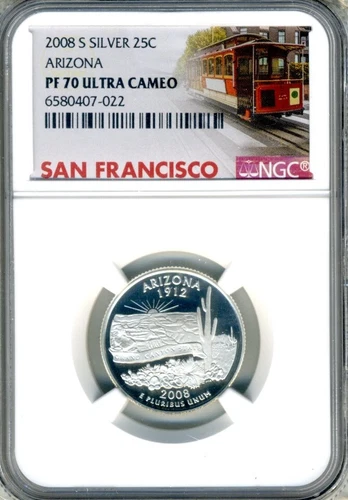 2008 S SILVER 25C
ARIZONA
PF 70 ULTRA CAMEO
6580407-022
SAN FRANCISCO
NGC®
ARIZONA
1912
2008
E PLURIBUS UNUM